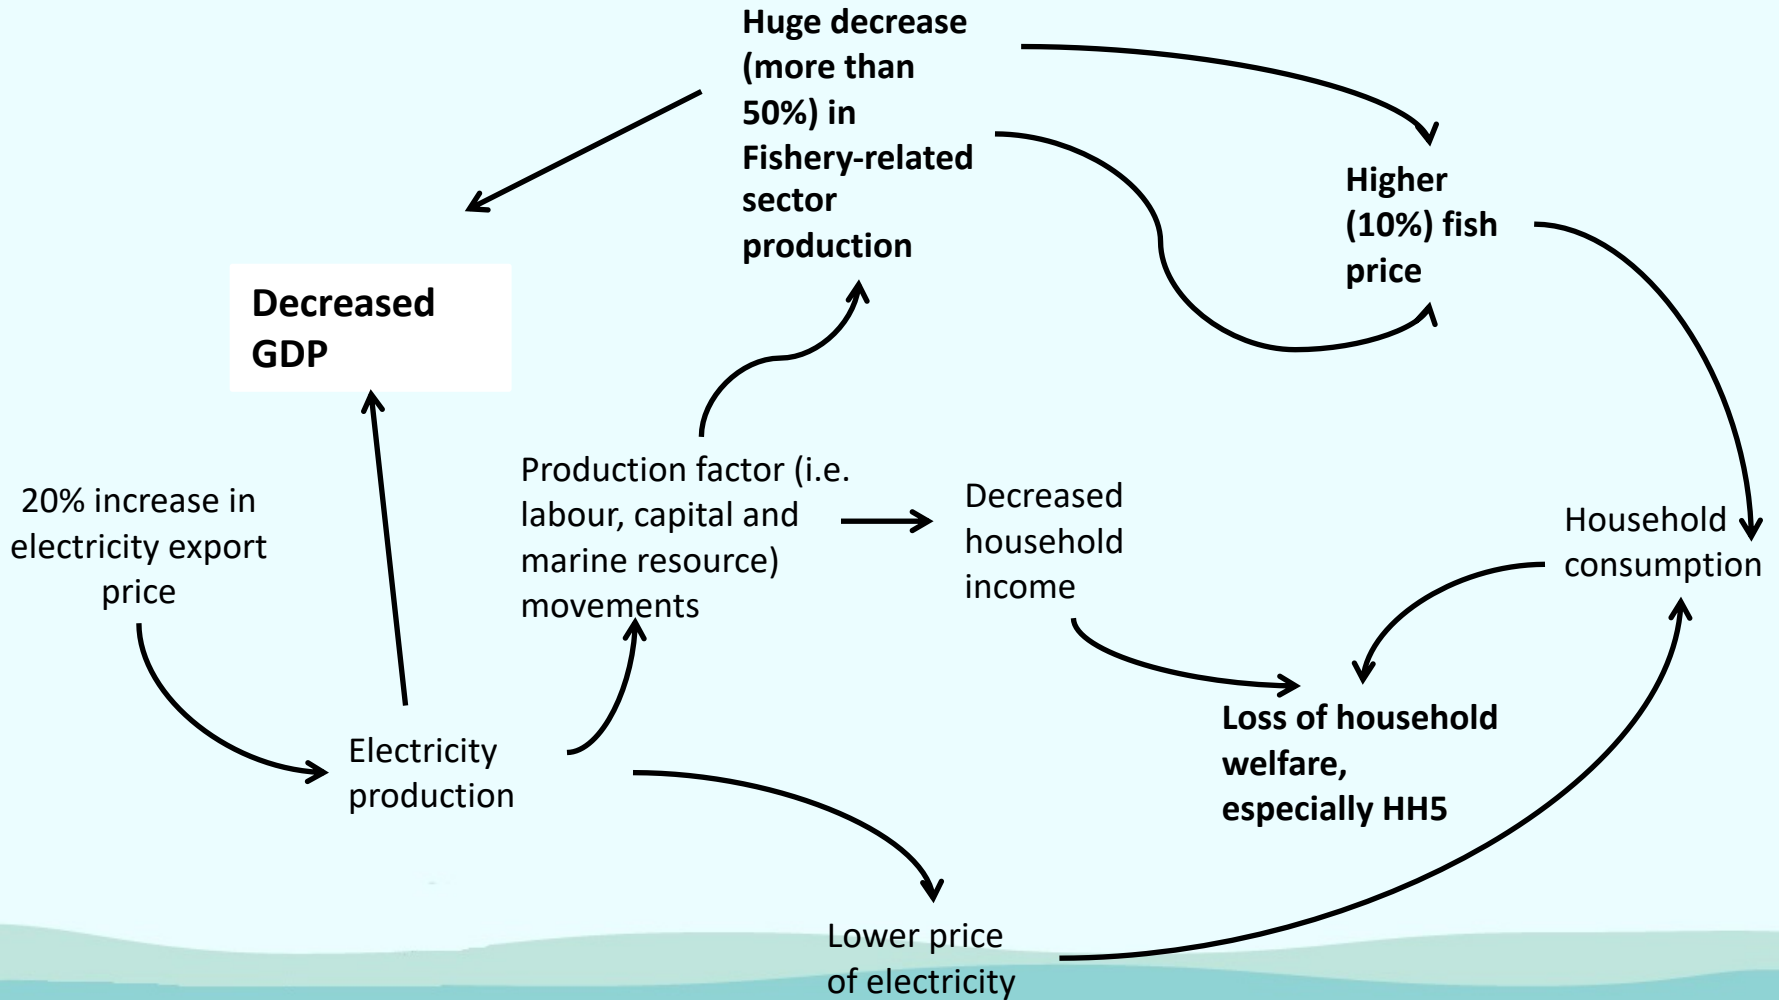 Huge decrease
(more than
50%) in
Fishery-related
sector
production
Higher
(10%) fish
price
Decreased
GDP
20% increase in
electricity export
price
Production factor (i.e.
labour, capital and
marine resource)
movements
Decreased
household
income
Household
consumption
Electricity
production
Loss of household
welfare,
especially HH5
Lower price
of electricity